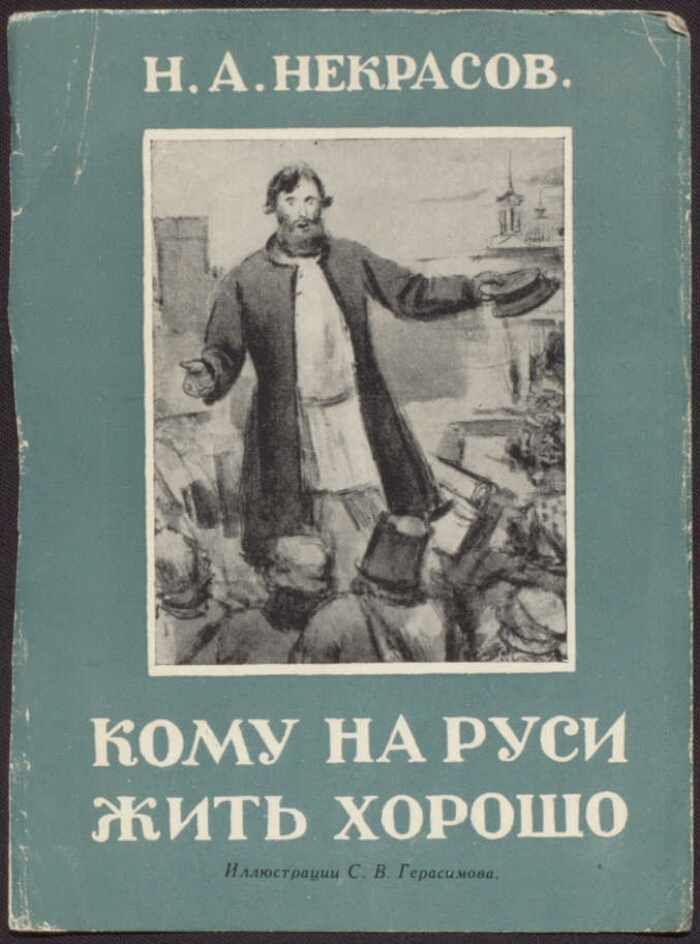 Н. А. НЕКРАСОВ.
КОМУ НА РУСИ
ЖИТЬ ХОРОШО
Иллюстрации С. В. Герасимова.